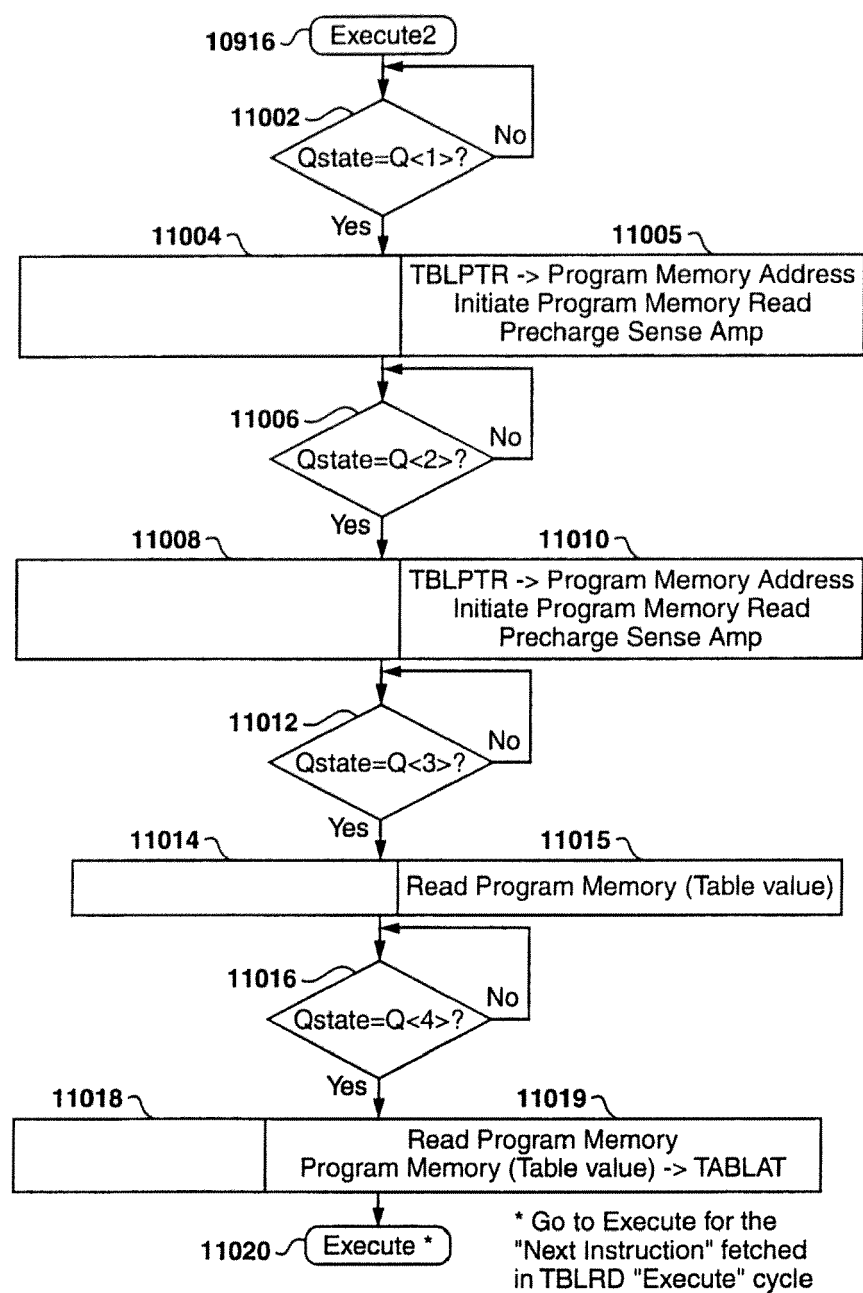 10916
Execute2
11002
No
Qstate=Q<1>?
Yes
11004
11005
TBLPTR -> Program Memory Address
Initiate Program Memory Read
Precharge Sense Amp
11006
No
Qstate=Q<2>?
Yes
11008
11010
TBLPTR -> Program Memory Address
Initiate Program Memory Read
Precharge Sense Amp
11012
No
Qstate=Q<3>?
Yes
11014
11015
Read Program Memory (Table value)
11016
No
Qstate=Q<4>?
Yes
11018
11019
Read Program Memory
Program Memory (Table value) -> TABLAT
11020
Execute *
* Go to Execute for the
"Next Instruction" fetched
in TBLRD "Execute" cycle